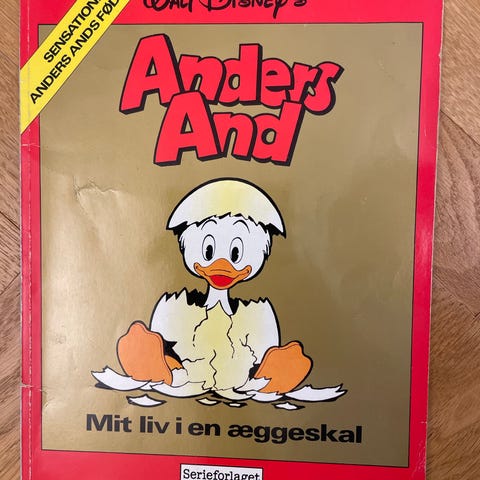 SENSATION
ANDERS ANDS FØD
WALT DISNEY'S
Anders
And
Mit liv i en æggeskal
Serieforlaget